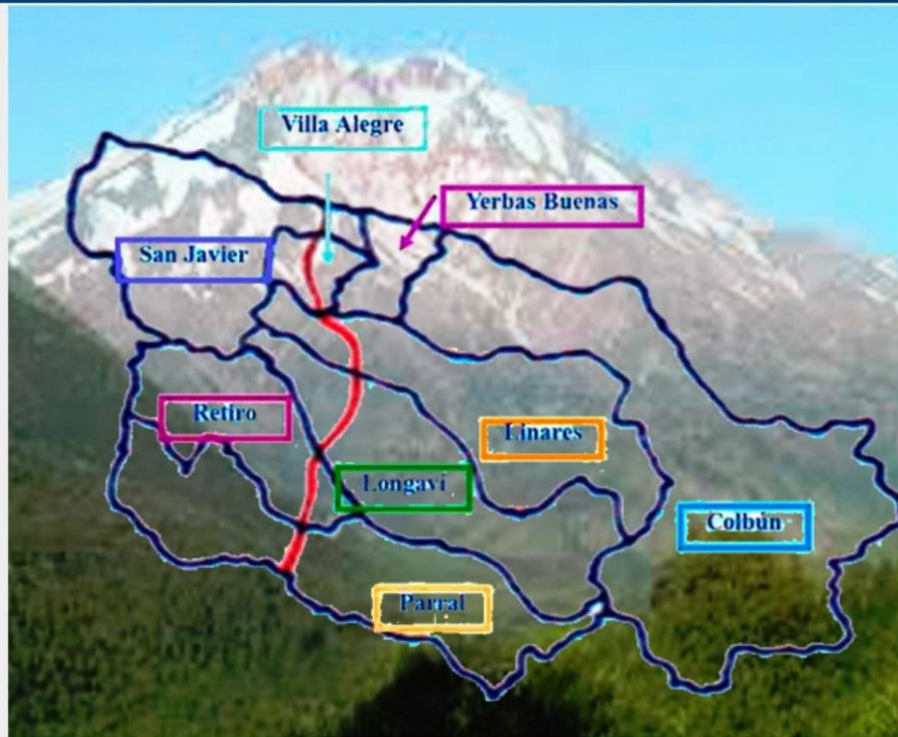 Villa Alegre
Yerbas Buenas
San Javier
Retiro
Linares
Longaví
Colbún
Parral